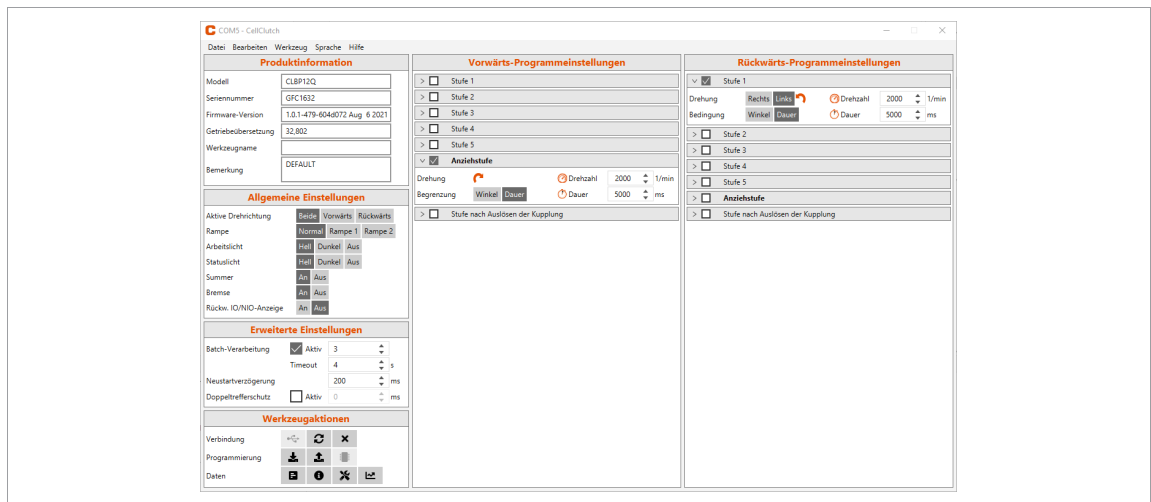 COM5 - CellClutch
Datei Bearbeiten Werkzeug Sprache Hilfe
Produktinformation
Modell CLBP12Q
Seriennummer GFC1632
Firmware-Version 1.0.1-479-604d072 Aug 6 2021
Getriebeübersetzung 32,802
Werkzeugname
Bemerkung DEFAULT
Allgemeine Einstellungen
Aktive Drehrichtung Beide Vorwärts Rückwärts
Rampe Normal Rampe 1 Rampe 2
Arbeitslicht Hell Dunkel Aus
Statuslicht Hell Dunkel Aus
Summer An Aus
Bremse An Aus
Rückw. IO/NIO-Anzeige An Aus
Erweiterte Einstellungen
Batch-Verarbeitung Aktiv 3
Timeout 4 s
Neustartverzögerung 200 ms
Doppeltrefferschutz Aktiv 0 ms
Werkzeugaktionen
Verbindung
Programmierung
Daten
Vorwärts-Programmeinstellungen
Stufe 1
Stufe 2
Stufe 3
Stufe 4
Stufe 5
Anziehstufe
Drehung Drehzahl 2000 1/min
Begrenzung Winkel Dauer Dauer 5000 ms
Stufe nach Auslösen der Kupplung
Rückwärts-Programmeinstellungen
Stufe 1
Drehung Rechts Links Drehzahl 2000 1/min
Bedingung Winkel Dauer Dauer 5000 ms
Stufe 2
Stufe 3
Stufe 4
Stufe 5
Anziehstufe
Stufe nach Auslösen der Kupplung